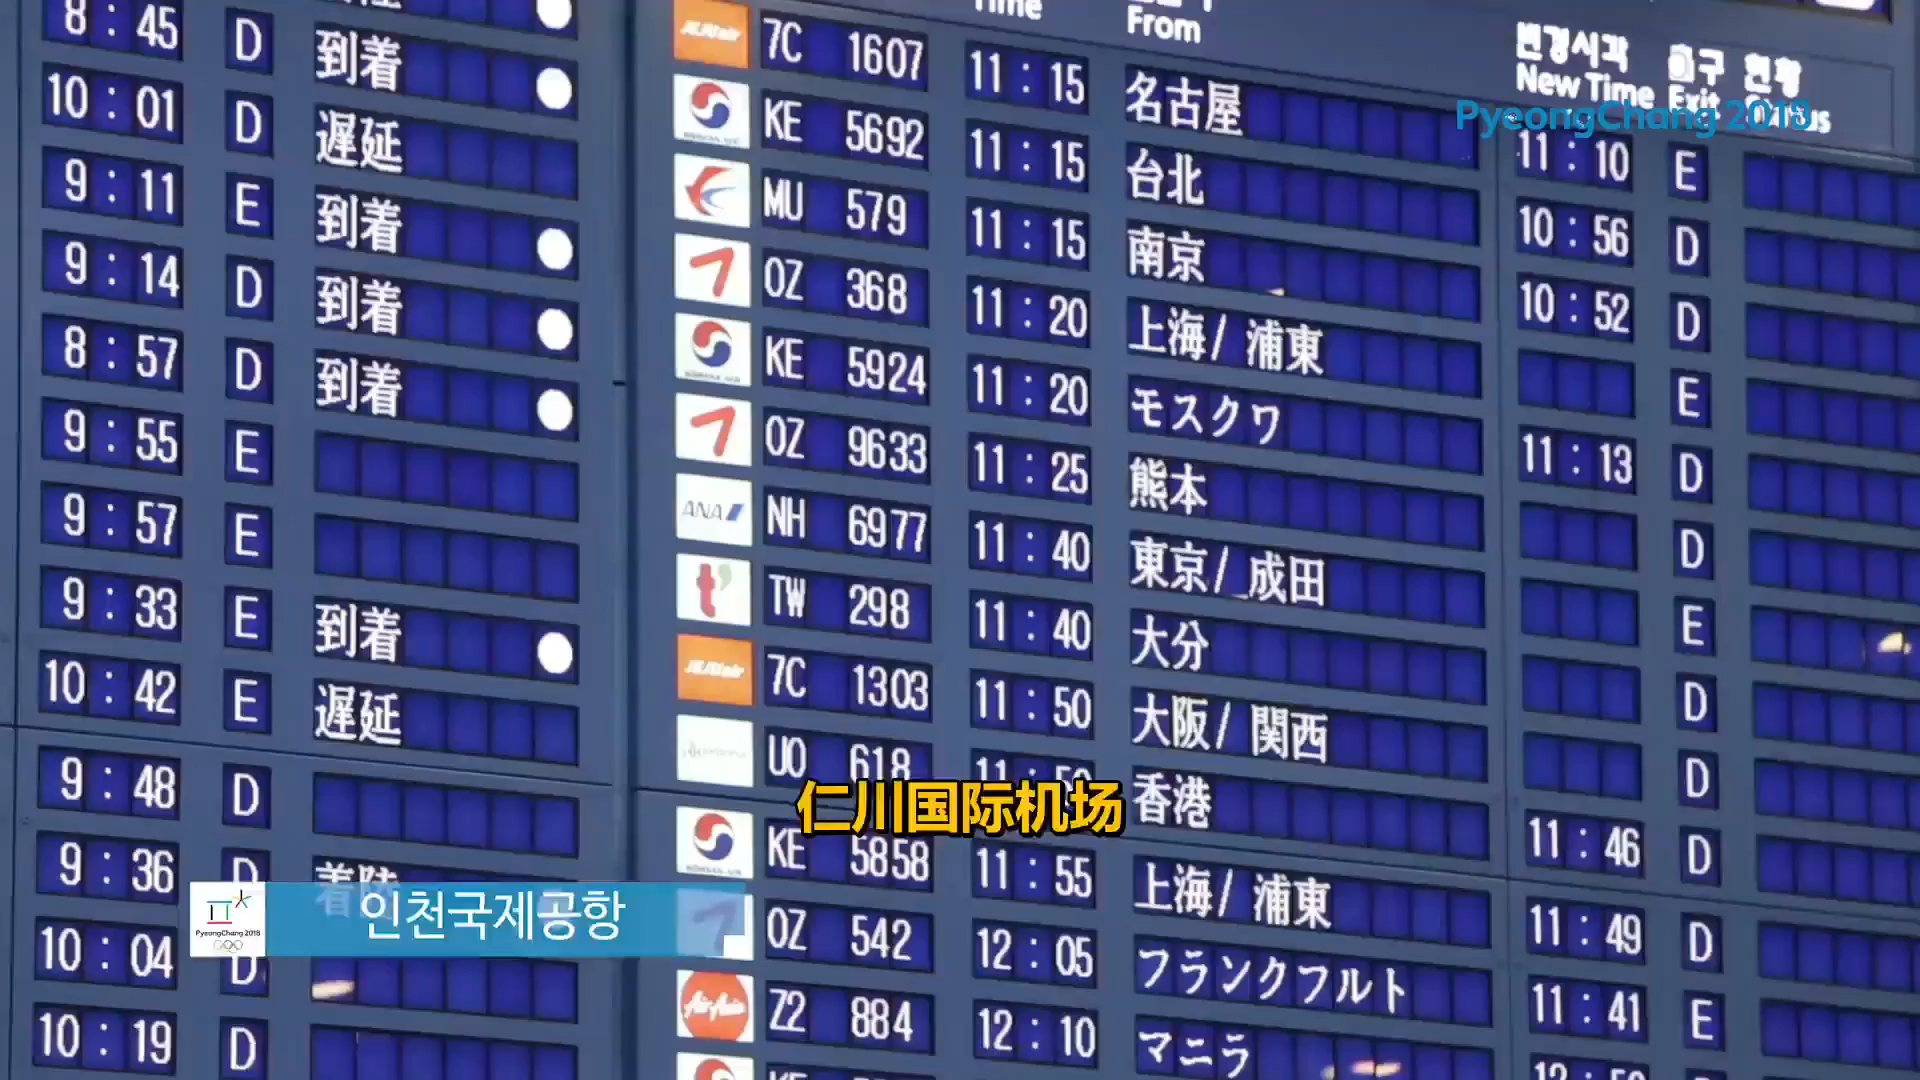 Time
From
변경시각
New Time
출구
Exit
현황
PyeongChang 2018
8:45 D 到着
10:01 D 遅延
9:11 E 到着
9:14 D 到着
8:57 D 到着
9:55 E
9:57 E
9:33 E 到着
10:42 E 遅延
9:48 D
9:36 D 着陸
10:04 D
10:19 D
7C 1607 11:15 名古屋 11:10 E
KE 5692 11:15 台北 10:56 D
MU 579 11:15 南京 10:52 D
OZ 368 11:20 上海/浦東 E
KE 5924 11:20 モスクワ 11:13 D
OZ 9633 11:25 熊本 D
ANA NH 6977 11:40 東京/成田 E
t' TW 298 11:40 大分 D
7C 1303 11:50 大阪/関西 D
UO 618 11:50 香港 11:46 D
KE 5858 11:55 上海/浦東 11:49 D
OZ 542 12:05 フランクフルト 11:41 E
AirAsia Z2 884 12:10 マニラ
KE
仁川国际机场
인천국제공항
PyeongChang 2018